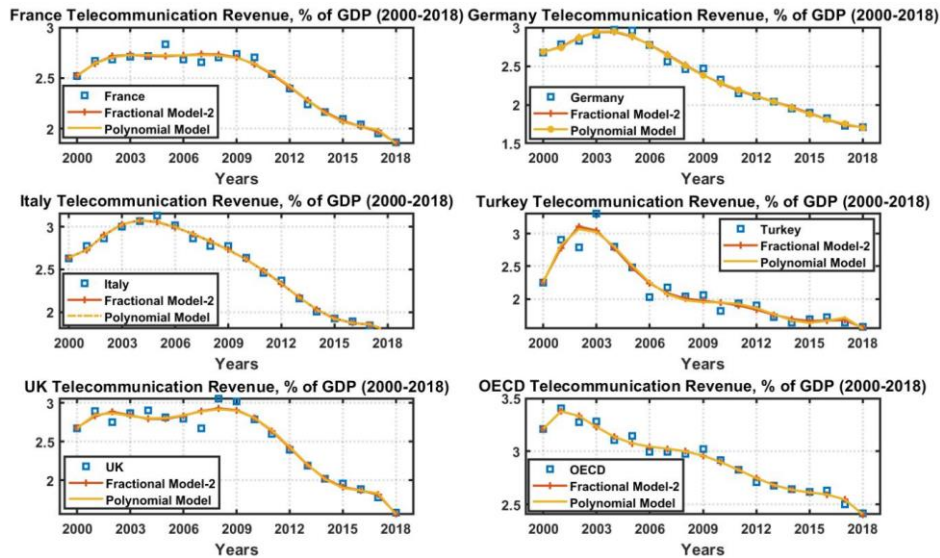 France Telecommunication Revenue, % of GDP (2000-2018)
3
2.5
2
France
Fractional Model-2
Polynomial Model
2000 2003 2006 2009 2012 2015 2018
Years
Germany Telecommunication Revenue, % of GDP (2000-2018)
3
2.5
2
1.5
Germany
Fractional Model-2
Polynomial Model
2000 2003 2006 2009 2012 2015 2018
Years
Italy Telecommunication Revenue, % of GDP (2000-2018)
3
2.5
2
Italy
Fractional Model-2
Polynomial Model
2000 2003 2006 2009 2012 2015 2018
Years
Turkey Telecommunication Revenue, % of GDP (2000-2018)
3
2.5
2
Turkey
Fractional Model-2
Polynomial Model
2000 2003 2006 2009 2012 2015 2018
Years
UK Telecommunication Revenue, % of GDP (2000-2018)
3
2.5
2
UK
Fractional Model-2
Polynomial Model
2000 2003 2006 2009 2012 2015 2018
Years
OECD Telecommunication Revenue, % of GDP (2000-2018)
3.5
3
2.5
OECD
Fractional Model-2
Polynomial Model
2000 2003 2006 2009 2012 2015 2018
Years